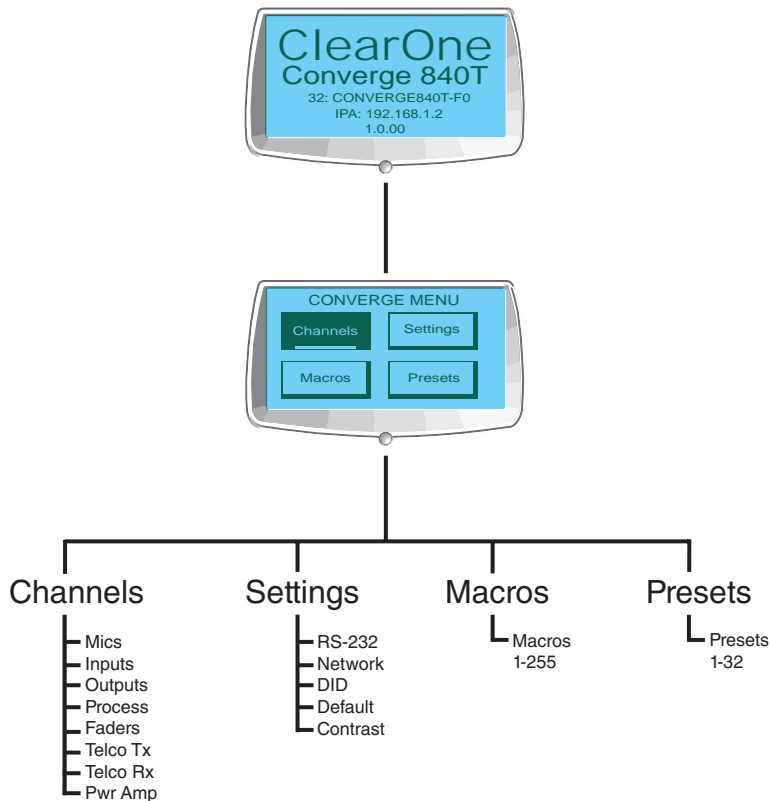 ClearOne
Converge 840T
32: CONVERGE840T-F0
IPA: 192.168.1.2
1.0.00
CONVERGE MENU
Channels
Settings
Macros
Presets
Channels
Mics
Inputs
Outputs
Process
Faders
Telco Tx
Telco Rx
Pwr Amp
Settings
RS-232
Network
DID
Default
Contrast
Macros
Macros
1-255
Presets
Presets
1-32